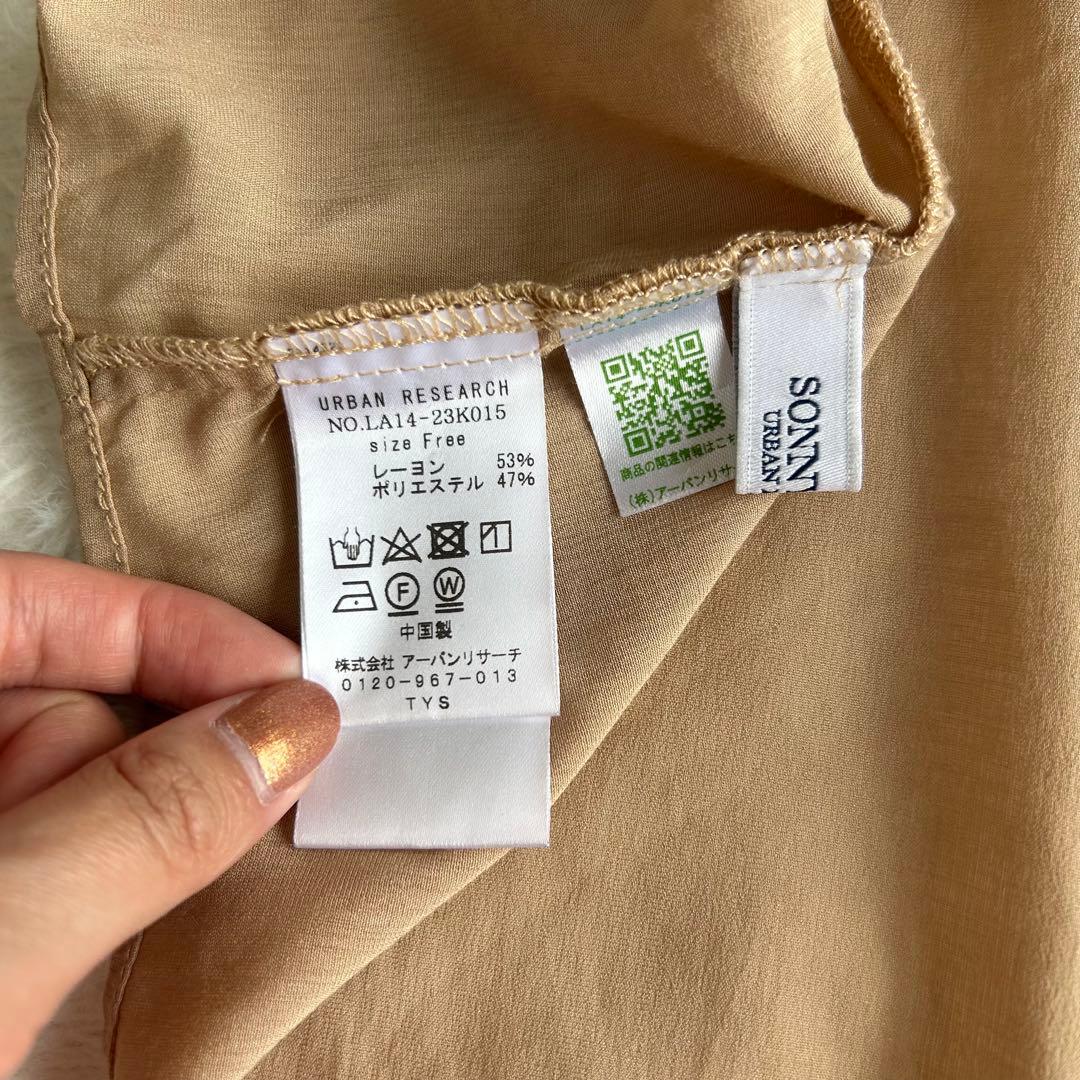 URBAN RESEARCH
NO.LA14-23K015
size Free
レーヨン 53%
ポリエステル 47%
F W
中国製
株式会社 アーバンリサーチ
0120-967-013
TYS
商品の関連情報はこち
(株)アーバンリサー
SONN
URBAN